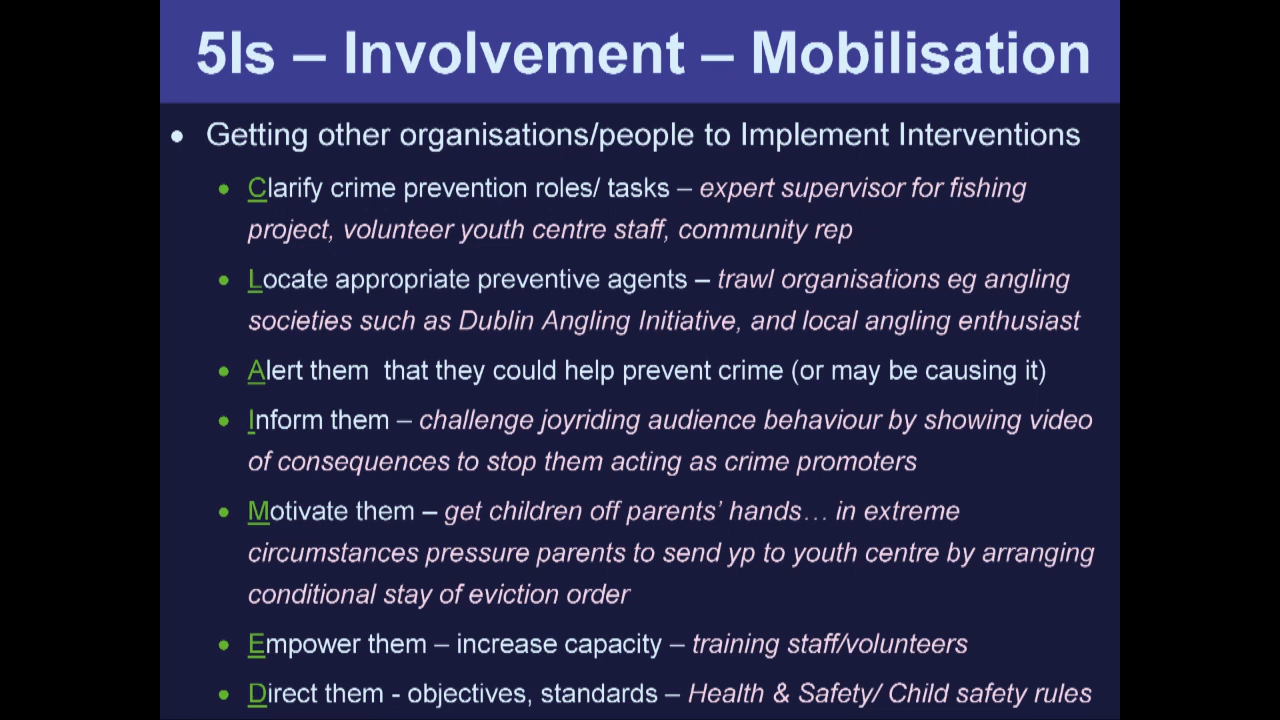 5Is – Involvement – Mobilisation
• Getting other organisations/people to Implement Interventions
• Clarify crime prevention roles/ tasks – expert supervisor for fishing
project, volunteer youth centre staff, community rep
• Locate appropriate preventive agents – trawl organisations eg angling
societies such as Dublin Angling Initiative, and local angling enthusiast
• Alert them  that they could help prevent crime (or may be causing it)
• Inform them – challenge joyriding audience behaviour by showing video
of consequences to stop them acting as crime promoters
• Motivate them – get children off parents’ hands… in extreme
circumstances pressure parents to send yp to youth centre by arranging
conditional stay of eviction order
• Empower them – increase capacity – training staff/volunteers
• Direct them - objectives, standards – Health & Safety/ Child safety rules